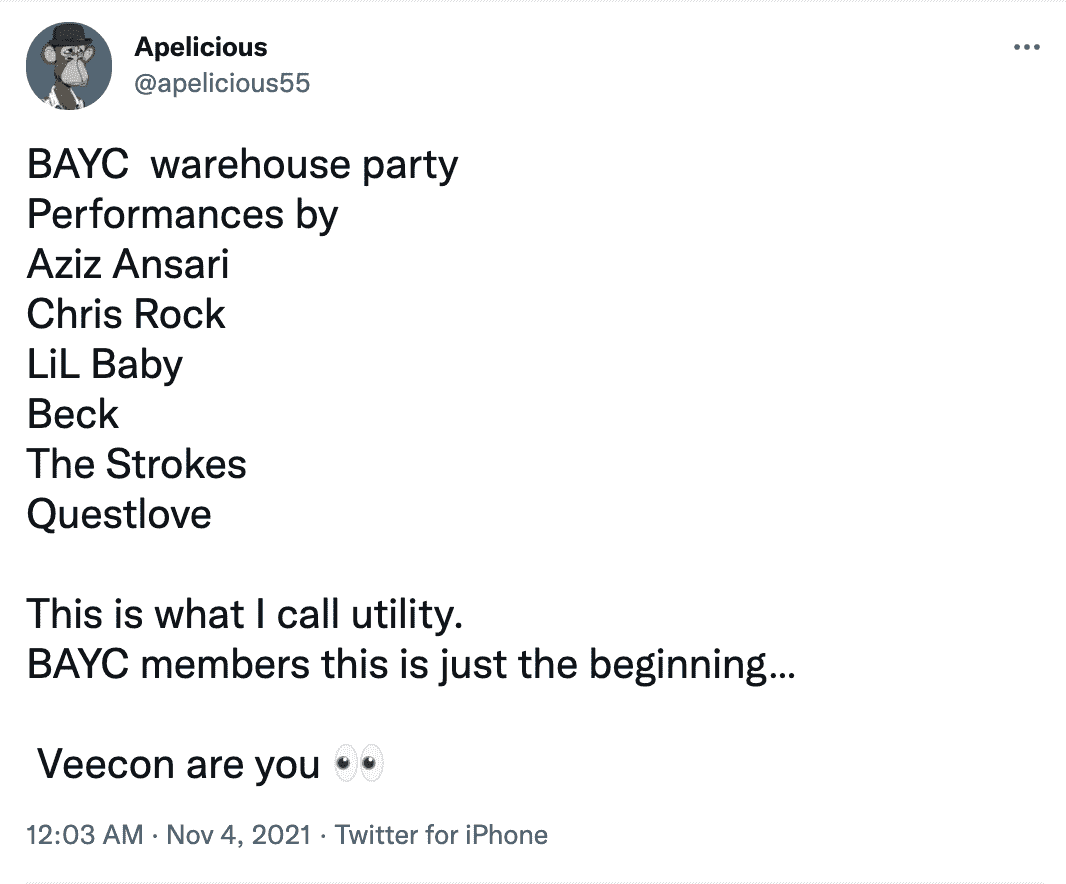 Apelicious
@apelicious55
BAYC  warehouse party
Performances by
Aziz Ansari
Chris Rock
LiL Baby
Beck
The Strokes
Questlove
This is what I call utility.
BAYC members this is just the beginning...
Veecon are you 👀
12:03 AM · Nov 4, 2021 · Twitter for iPhone